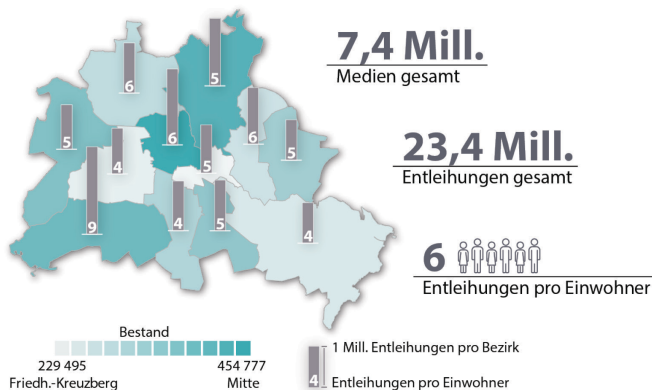 7,4 Mill.
Medien gesamt
23,4 Mill.
Entleihungen gesamt
6
Entleihungen pro Einwohner
6
5
6
6
5
5
4
5
9
4
5
4
Bestand
229 495
454 777
Friedh.-Kreuzberg
Mitte
1 Mill. Entleihungen pro Bezirk
4
Entleihungen pro Einwohner